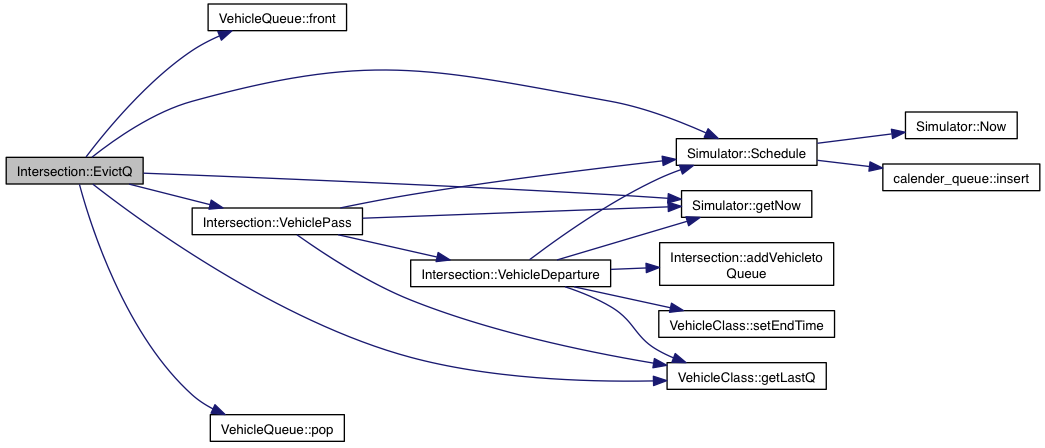 VehicleQueue::front
Simulator::Now
Simulator::Schedule
Intersection::EvictQ
calender_queue::insert
Simulator::getNow
Intersection::VehiclePass
Intersection::addVehicleto
Queue
Intersection::VehicleDeparture
VehicleClass::setEndTime
VehicleClass::getLastQ
VehicleQueue::pop